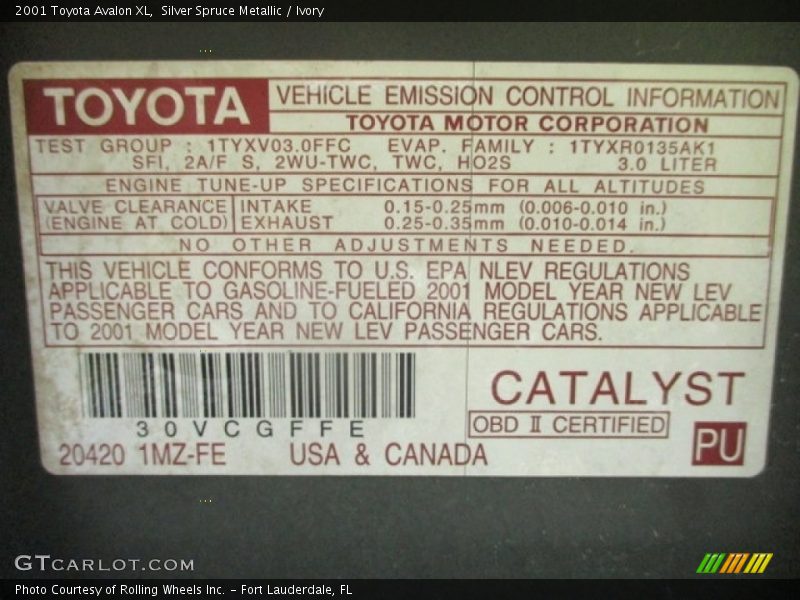 2001 Toyota Avalon XL,  Silver Spruce Metallic / Ivory
TOYOTA
VEHICLE EMISSION CONTROL INFORMATION
TOYOTA MOTOR CORPORATION
TEST GROUP : 1TYXV03.0FFC    EVAP. FAMILY : 1TYXR0135AK1
SFI, 2A/F S, 2WU-TWC, TWC, HO2S    3.0 LITER
ENGINE TUNE-UP SPECIFICATIONS FOR ALL ALTITUDES
VALVE CLEARANCE INTAKE 0.15-0.25mm (0.006-0.010 in.)
(ENGINE AT COLD) EXHAUST 0.25-0.35mm (0.010-0.014 in.)
NO OTHER ADJUSTMENTS NEEDED.
THIS VEHICLE CONFORMS TO U.S. EPA NLEV REGULATIONS
APPLICABLE TO GASOLINE-FUELED 2001 MODEL YEAR NEW LEV
PASSENGER CARS AND TO CALIFORNIA REGULATIONS APPLICABLE
TO 2001 MODEL YEAR NEW LEV PASSENGER CARS.
30VCGFFE
CATALYST
OBD II CERTIFIED
PU
20420 1MZ-FE    USA & CANADA
GTCARLOT.COM
Photo Courtesy of Rolling Wheels Inc. - Fort Lauderdale, FL